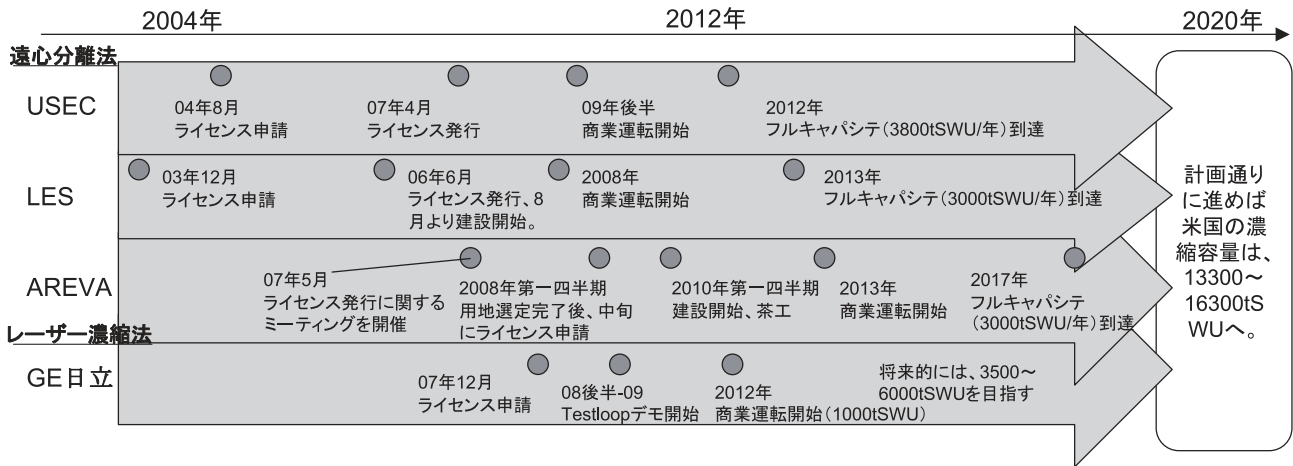 2004年
2012年
2020年
遠心分離法
USEC
04年8月
ライセンス申請
07年4月
ライセンス発行
09年後半
商業運転開始
2012年
フルキャパシテ(3800tSWU/年)到達
LES
03年12月
ライセンス申請
06年6月
ライセンス発行、8
月より建設開始。
2008年
商業運転開始
2013年
フルキャパシテ(3000tSWU/年)到達
AREVA
07年5月
ライセンス発行に関する
ミーティングを開催
2008年第一四半期
用地選定完了後、中旬
にライセンス申請
2010年第一四半期
建設開始、茶工
2013年
商業運転開始
2017年
フルキャパシテ
(3000tSWU/年)到達
レーザー濃縮法
GE日立
07年12月
ライセンス申請
08後半-09
Testloopデモ開始
2012年
商業運転開始(1000tSWU)
将来的には、3500～
6000tSWUを目指す
計画通り
に進めば
米国の濃
縮容量は、
13300～
16300tS
WUへ。